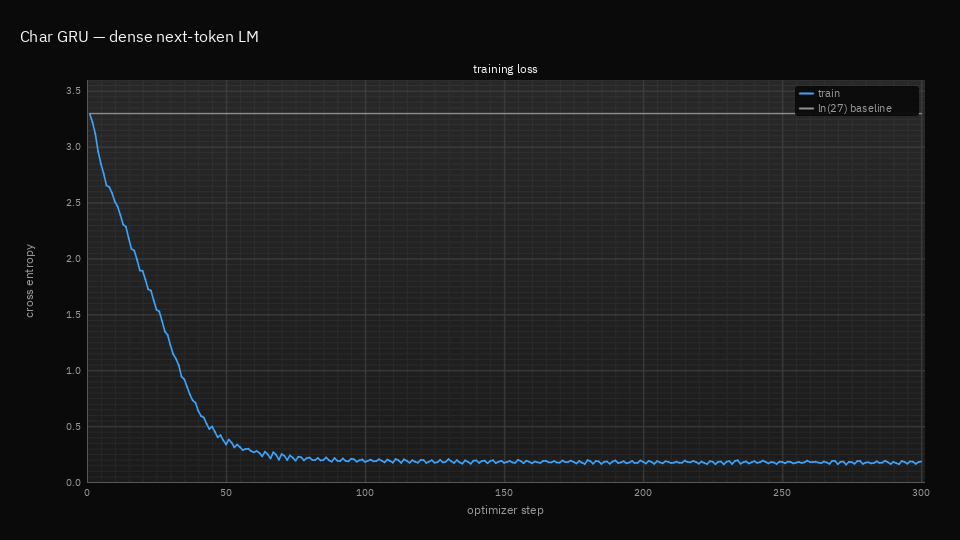 Char GRU — dense next-token LM
training loss
train
ln(27) baseline
3.5
3.0
2.5
2.0
1.5
1.0
0.5
0.0
cross entropy
0
50
100
150
200
250
300
optimizer step